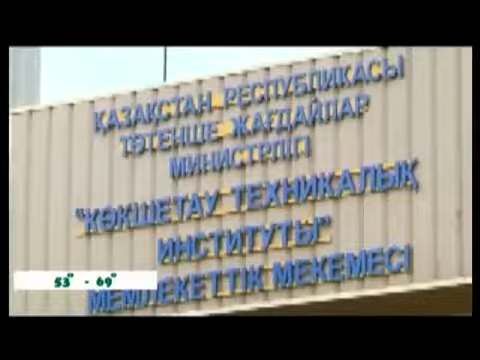 ҚАЗАҚСТАН РЕСПУБЛИКАСЫ
ТӨТЕНШЕ ЖАҒДАЙЛАР
МИНИСТРЛІГІ
"КӨКШЕТАУ ТЕХНИКАЛЫҚ
ИНСТИТУТЫ"
МЕМЛЕКЕТТІК МЕКЕМЕСІ
53° - 69°